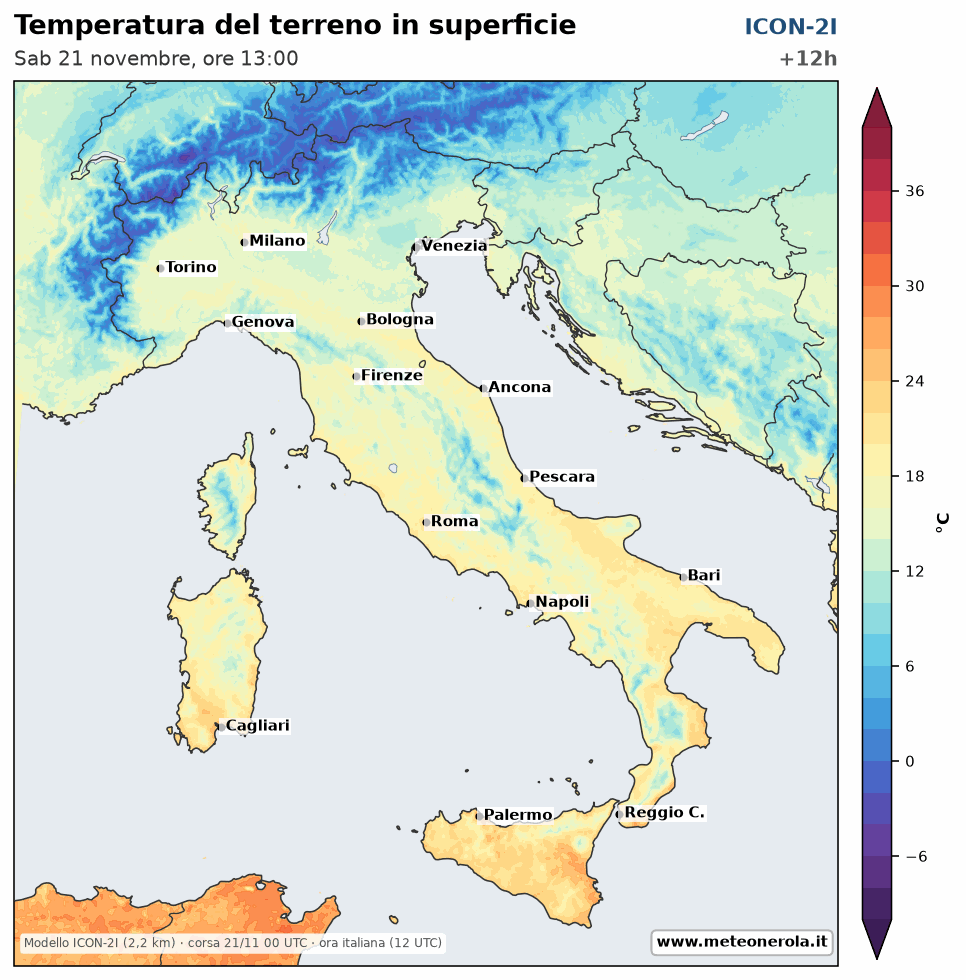 Temperatura del terreno in superficie
ICON-2I
Sab 21 novembre, ore 13:00
+12h
Milano
Venezia
Torino
Genova
Bologna
Firenze
Ancona
Pescara
Roma
Bari
Napoli
Cagliari
Palermo
Reggio C.
36
30
24
18
12
6
0
−6
°C
Modello ICON-2I (2,2 km) · corsa 21/11 00 UTC · ora italiana (12 UTC)
www.meteonerola.it